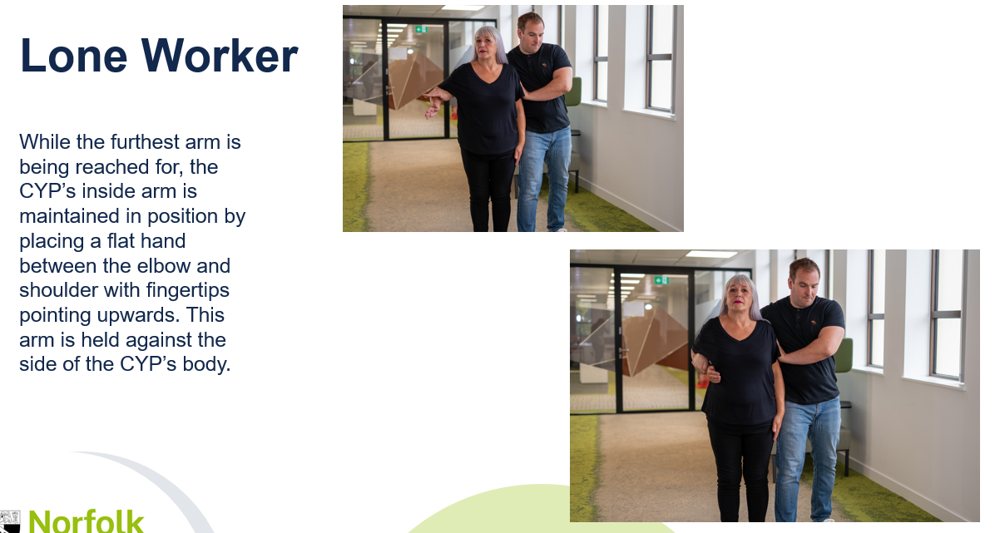 Lone Worker
While the furthest arm is
being reached for, the
CYP’s inside arm is
maintained in position by
placing a flat hand
between the elbow and
shoulder with fingertips
pointing upwards. This
arm is held against the
side of the CYP’s body.
Norfolk